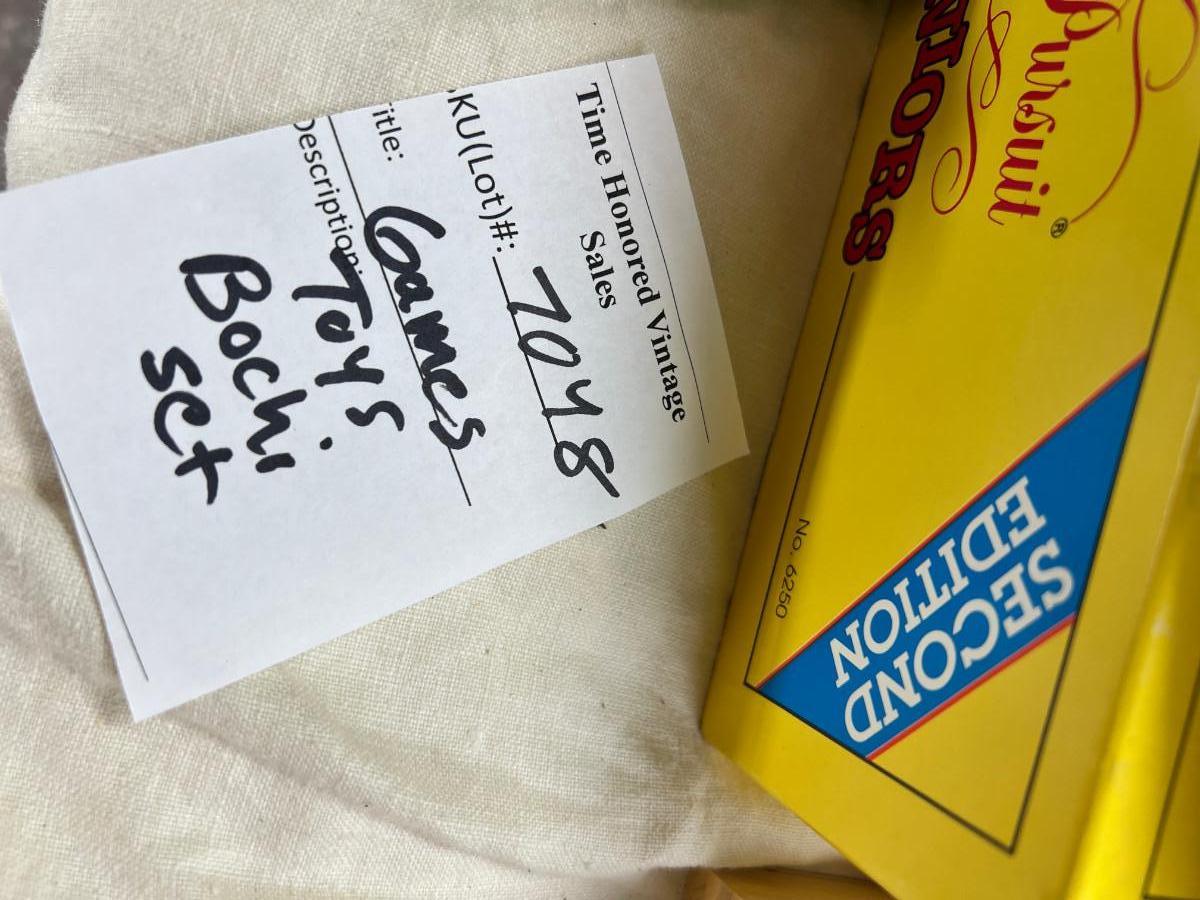 Time Honored Vintage
Sales
KU(Lot)#: 7048
itle: Games
Description: Toys
Bochi
set
Pursuit®
NIORS
No. 6250
SECOND
EDITION